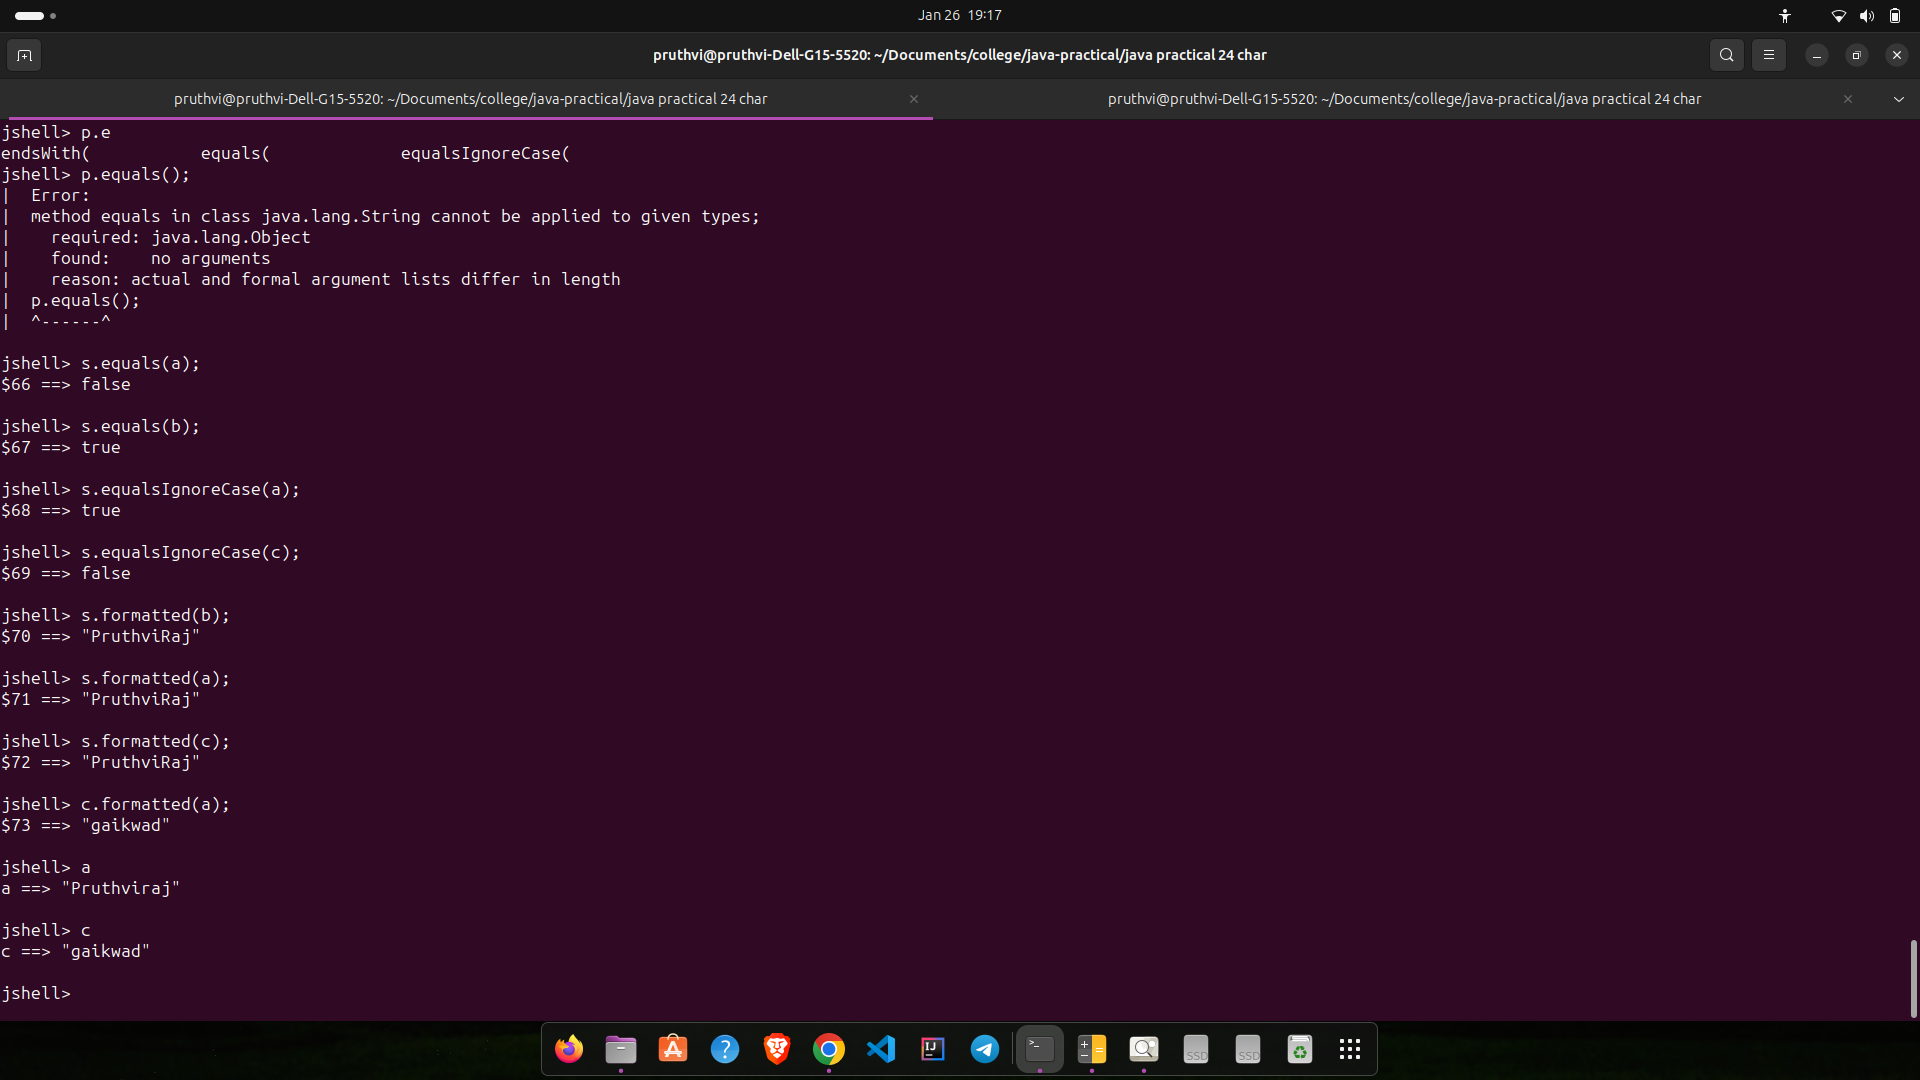 Jan 26 19:17
pruthvi@pruthvi-Dell-G15-5520: ~/Documents/college/java-practical/java practical 24 char
pruthvi@pruthvi-Dell-G15-5520: ~/Documents/college/java-practical/java practical 24 char
pruthvi@pruthvi-Dell-G15-5520: ~/Documents/college/java-practical/java practical 24 char
jshell> p.e
endsWith(           equals(             equalsIgnoreCase(
jshell> p.equals();
|  Error:
|  method equals in class java.lang.String cannot be applied to given types;
|    required: java.lang.Object
|    found:    no arguments
|    reason: actual and formal argument lists differ in length
|  p.equals();
|  ^------^
jshell> s.equals(a);
$66 ==> false
jshell> s.equals(b);
$67 ==> true
jshell> s.equalsIgnoreCase(a);
$68 ==> true
jshell> s.equalsIgnoreCase(c);
$69 ==> false
jshell> s.formatted(b);
$70 ==> "PruthviRaj"
jshell> s.formatted(a);
$71 ==> "PruthviRaj"
jshell> s.formatted(c);
$72 ==> "PruthviRaj"
jshell> c.formatted(a);
$73 ==> "gaikwad"
jshell> a
a ==> "Pruthviraj"
jshell> c
c ==> "gaikwad"
jshell>
IJ
SSD
SSD